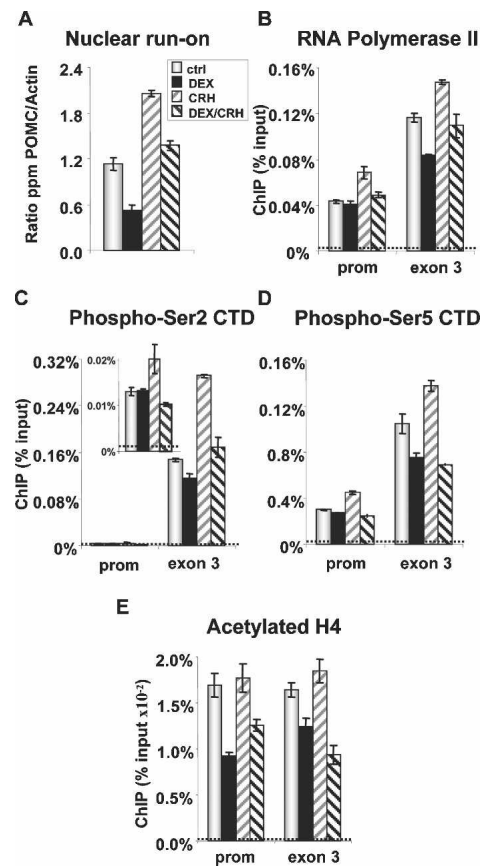 A
Nuclear run-on
Ratio ppm POMC/Actin
2.4
1.8
1.2
0.6
0.0
ctrl
DEX
CRH
DEX/CRH
B
RNA Polymerase II
ChIP (% input)
0.16%
0.12%
0.08%
0.04%
0%
prom exon 3
C
Phospho-Ser2 CTD
ChIP (% input)
0.32%
0.24%
0.16%
0.08%
0%
0.02%
0.01%
0%
prom exon 3
D
Phospho-Ser5 CTD
0.16%
0.12%
0.08%
0.4%
0%
prom exon 3
E
Acetylated H4
ChIP (% input x10-2)
2.0%
1.5%
1.0%
0.5%
0.0%
prom exon 3